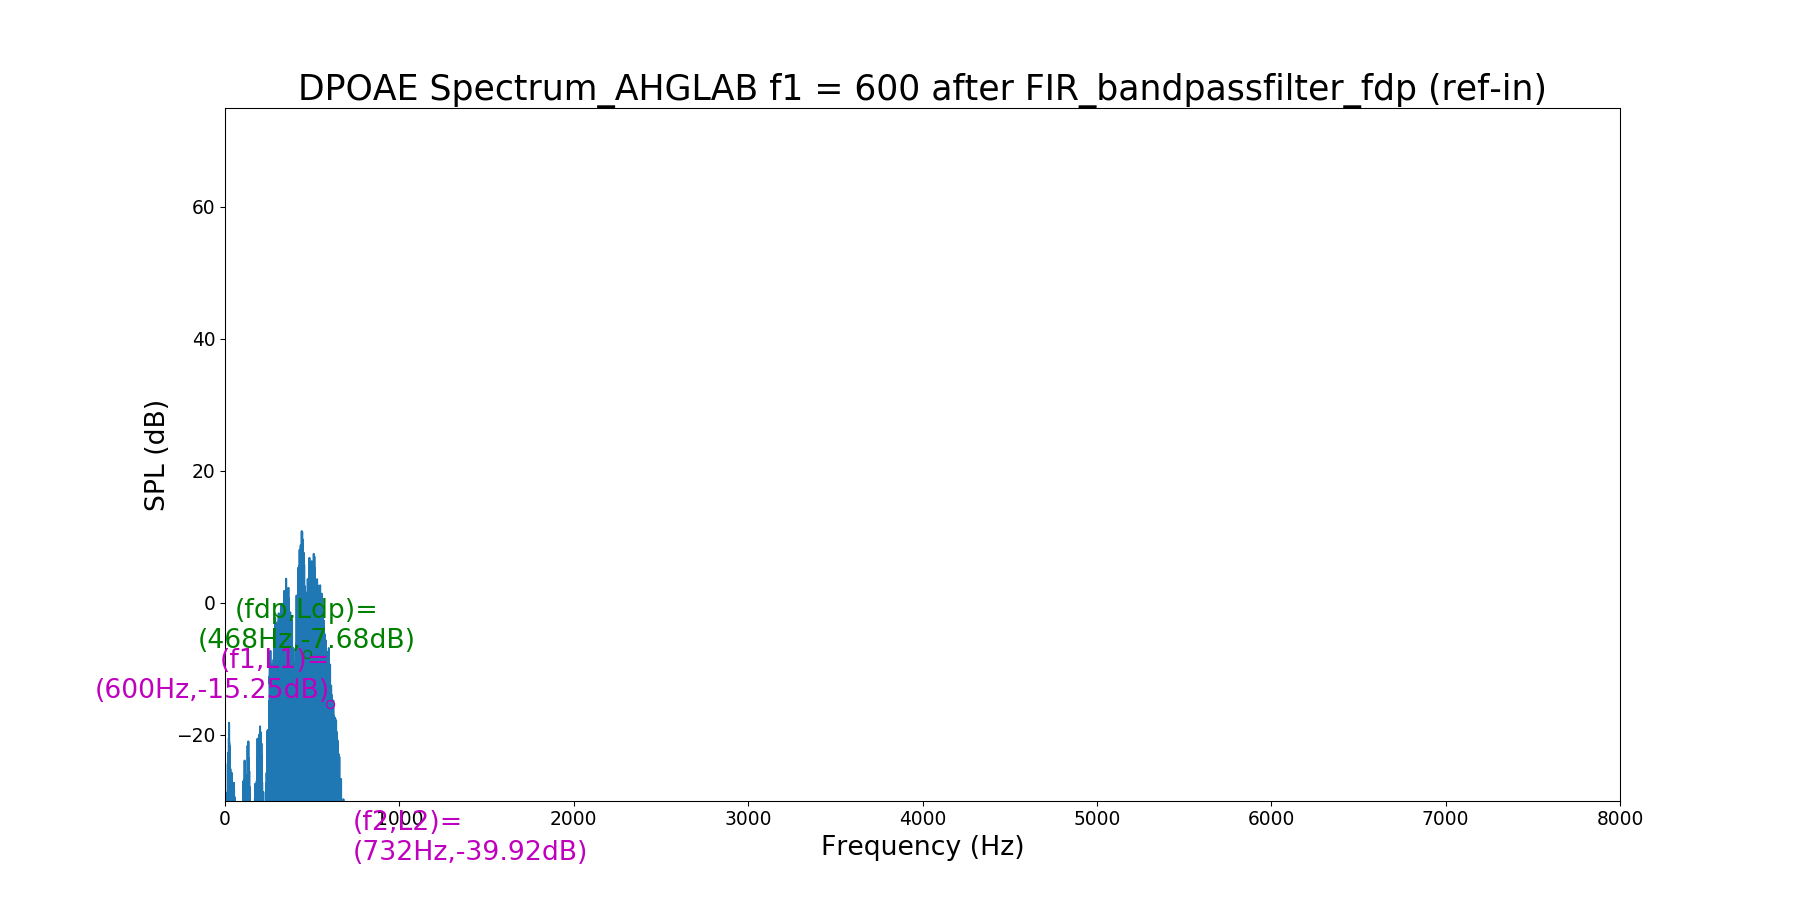 DPOAE Spectrum_AHGLAB f1 = 600 after FIR_bandpassfilter_fdp (ref-in)
60
40
20
0
−20
SPL (dB)
(fdp,Ldp)=
(468Hz,-7.68dB)
(f1,L1)=
(600Hz,-15.25dB)
0
1000
2000
3000
4000
5000
6000
7000
8000
(f2,L2)=
(732Hz,-39.92dB)
Frequency (Hz)